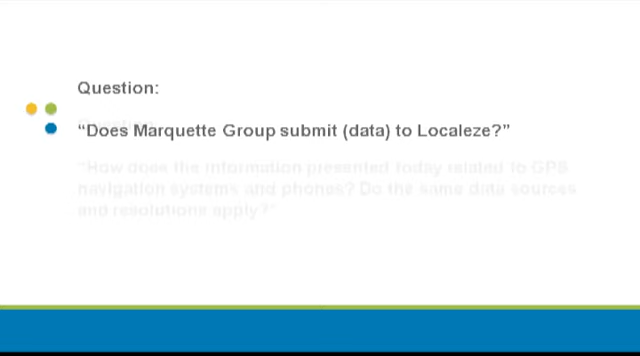 Question:
“Does Marquette Group submit (data) to Localeze?”
“How does the information presented today related to GPS
navigation systems and phones? Do the same data sources
and resolutions apply?”